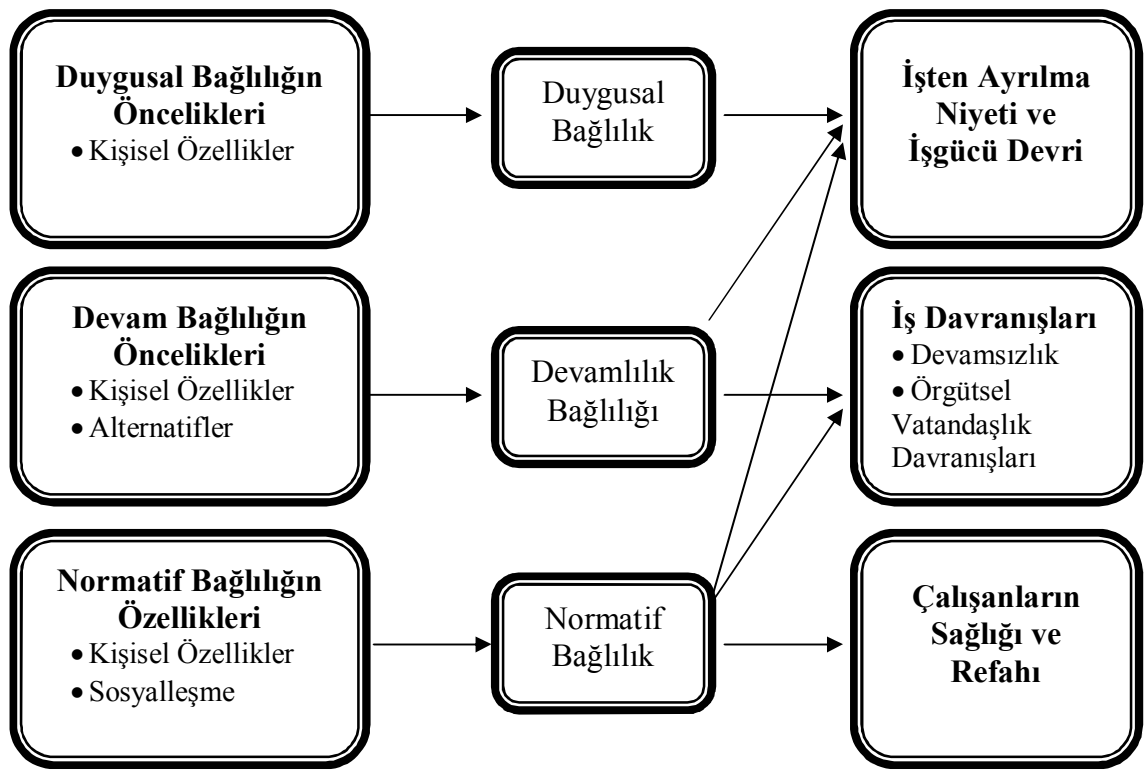 Duygusal Bağlılığın
Öncelikleri
• Kişisel Özellikler
Duygusal
Bağlılık
İşten Ayrılma
Niyeti ve
İşgücü Devri
Devam Bağlılığın
Öncelikleri
• Kişisel Özellikler
• Alternatifler
Devamlılık
Bağlılığı
İş Davranışları
• Devamsızlık
• Örgütsel
Vatandaşlık
Davranışları
Normatif Bağlılığın
Özellikleri
• Kişisel Özellikler
• Sosyalleşme
Normatif
Bağlılık
Çalışanların
Sağlığı ve
Refahı